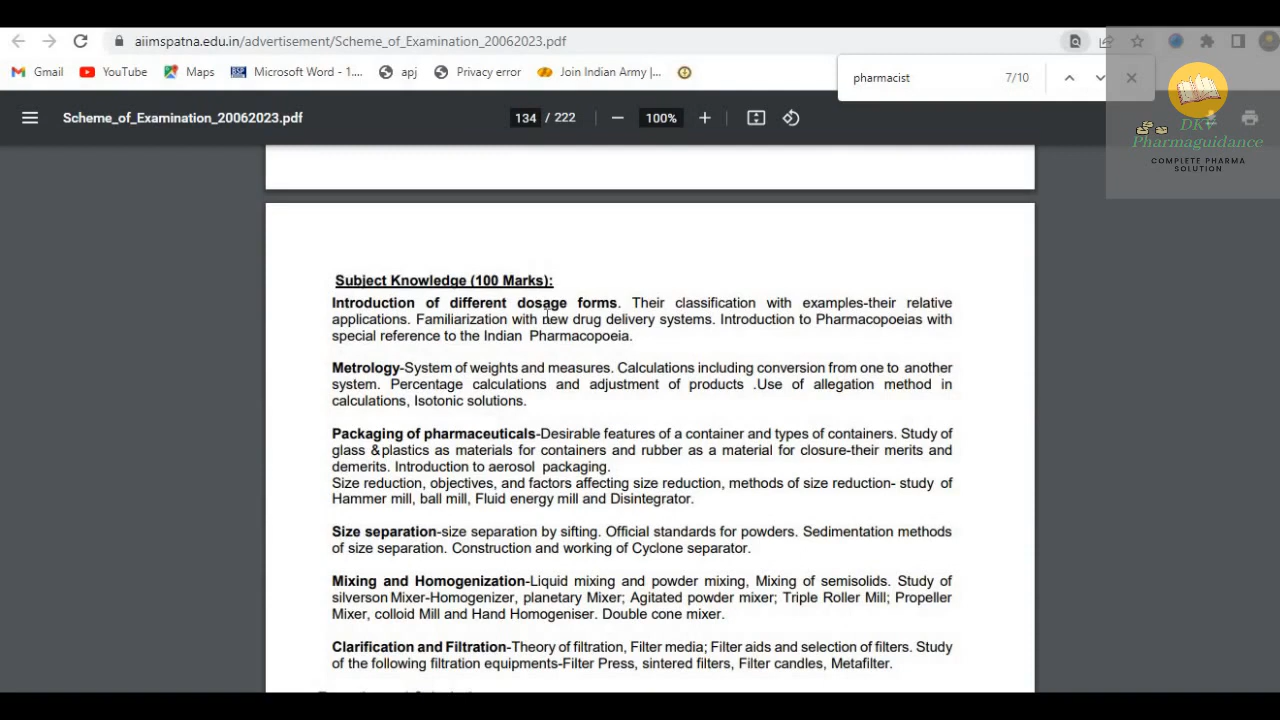 aiimspatna.edu.in/advertisement/Scheme_of_Examination_20062023.pdf
Gmail YouTube Maps Microsoft Word - 1.... apj Privacy error Join Indian Army |...
pharmacist 7/10
Scheme_of_Examination_20062023.pdf 134 / 222 100%
DKV
Pharmaguidance
COMPLETE PHARMA
SOLUTION
Subject Knowledge (100 Marks):
Introduction of different dosage forms. Their classification with examples-their relative
applications. Familiarization with new drug delivery systems. Introduction to Pharmacopoeias with
special reference to the Indian Pharmacopoeia.
Metrology-System of weights and measures. Calculations including conversion from one to another
system. Percentage calculations and adjustment of products .Use of allegation method in
calculations, Isotonic solutions.
Packaging of pharmaceuticals-Desirable features of a container and types of containers. Study of
glass &plastics as materials for containers and rubber as a material for closure-their merits and
demerits. Introduction to aerosol packaging.
Size reduction, objectives, and factors affecting size reduction, methods of size reduction- study of
Hammer mill, ball mill, Fluid energy mill and Disintegrator.
Size separation-size separation by sifting. Official standards for powders. Sedimentation methods
of size separation. Construction and working of Cyclone separator.
Mixing and Homogenization-Liquid mixing and powder mixing, Mixing of semisolids. Study of
silverson Mixer-Homogenizer, planetary Mixer; Agitated powder mixer; Triple Roller Mill; Propeller
Mixer, colloid Mill and Hand Homogeniser. Double cone mixer.
Clarification and Filtration-Theory of filtration, Filter media; Filter aids and selection of filters. Study
of the following filtration equipments-Filter Press, sintered filters, Filter candles, Metafilter.